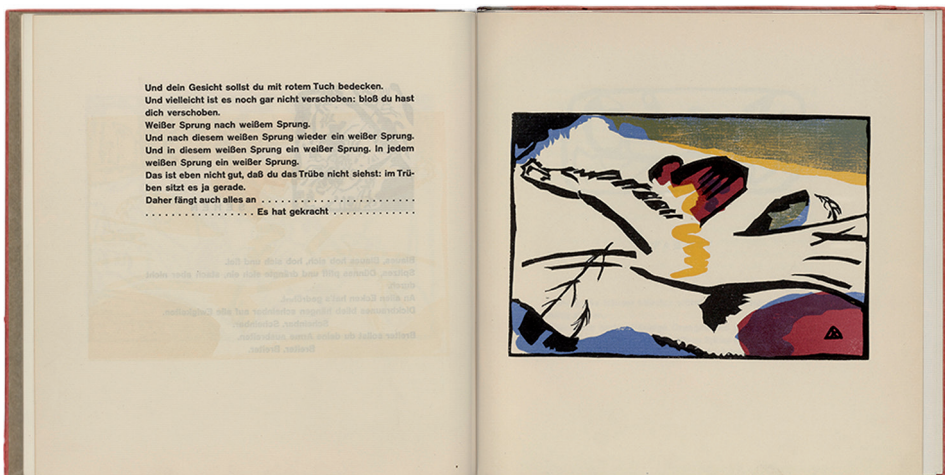 Und dein Gesicht sollst du mit rotem Tuch bedecken.
Und vielleicht ist es noch gar nicht verschoben: bloß du hast
dich verschoben.
Weißer Sprung nach weißem Sprung.
Und nach diesem weißen Sprung wieder ein weißer Sprung.
Und in diesem weißen Sprung ein weißer Sprung. In jedem
weißen Sprung ein weißer Sprung.
Das ist eben nicht gut, daß du das Trübe nicht siehst: im Trü-
ben sitzt es ja gerade.
Daher fängt auch alles an . . . . . . . . . . . . . . . . . . . . . . . . . . .
. . . . . . . . . . . . . . . . . . . Es hat gekracht . . . . . . . . . . . . . .